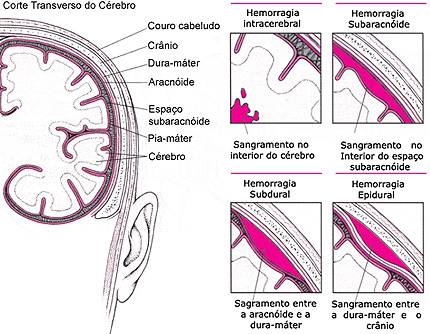 Corte Transverso do Cérebro
Couro cabeludo
Crânio
Dura-máter
Aracnóide
Espaço
subaracnóide
Pia-máter
Cérebro
Hemorragia
intracerebral
Sangramento no
interior do cérebro
Hemorragia
Subaracnóide
Sangramento no
Interior do espaço
subaracnóide
Hemorragia
Subdural
Sagramento entre
a aracnóide e a
dura-máter
Hemorragia
Epidural
Sangramento entre
a dura-máter e o
crânio